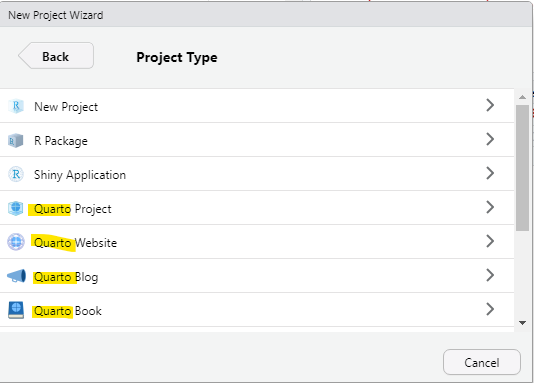 New Project Wizard
Back
Project Type
New Project
R Package
Shiny Application
Quarto Project
Quarto Website
Quarto Blog
Quarto Book
Cancel